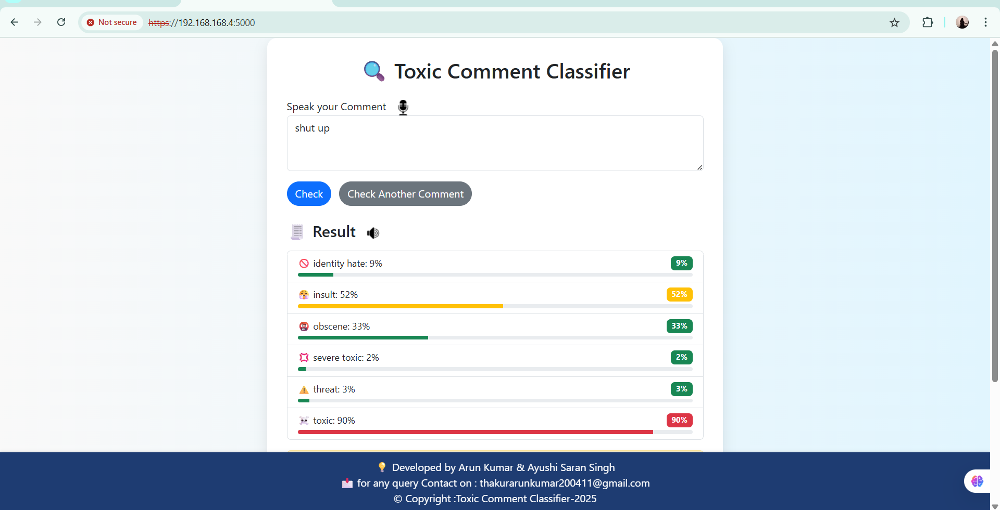 Not secure https://192.168.168.4:5000
Toxic Comment Classifier
Speak your Comment
shut up
Check Check Another Comment
Result
identity hate: 9% 9%
insult: 52% 52%
obscene: 33% 33%
severe toxic: 2% 2%
threat: 3% 3%
toxic: 90% 90%
Developed by Arun Kumar & Ayushi Saran Singh
for any query Contact on : thakurarunkumar200411@gmail.com
© Copyright :Toxic Comment Classifier-2025